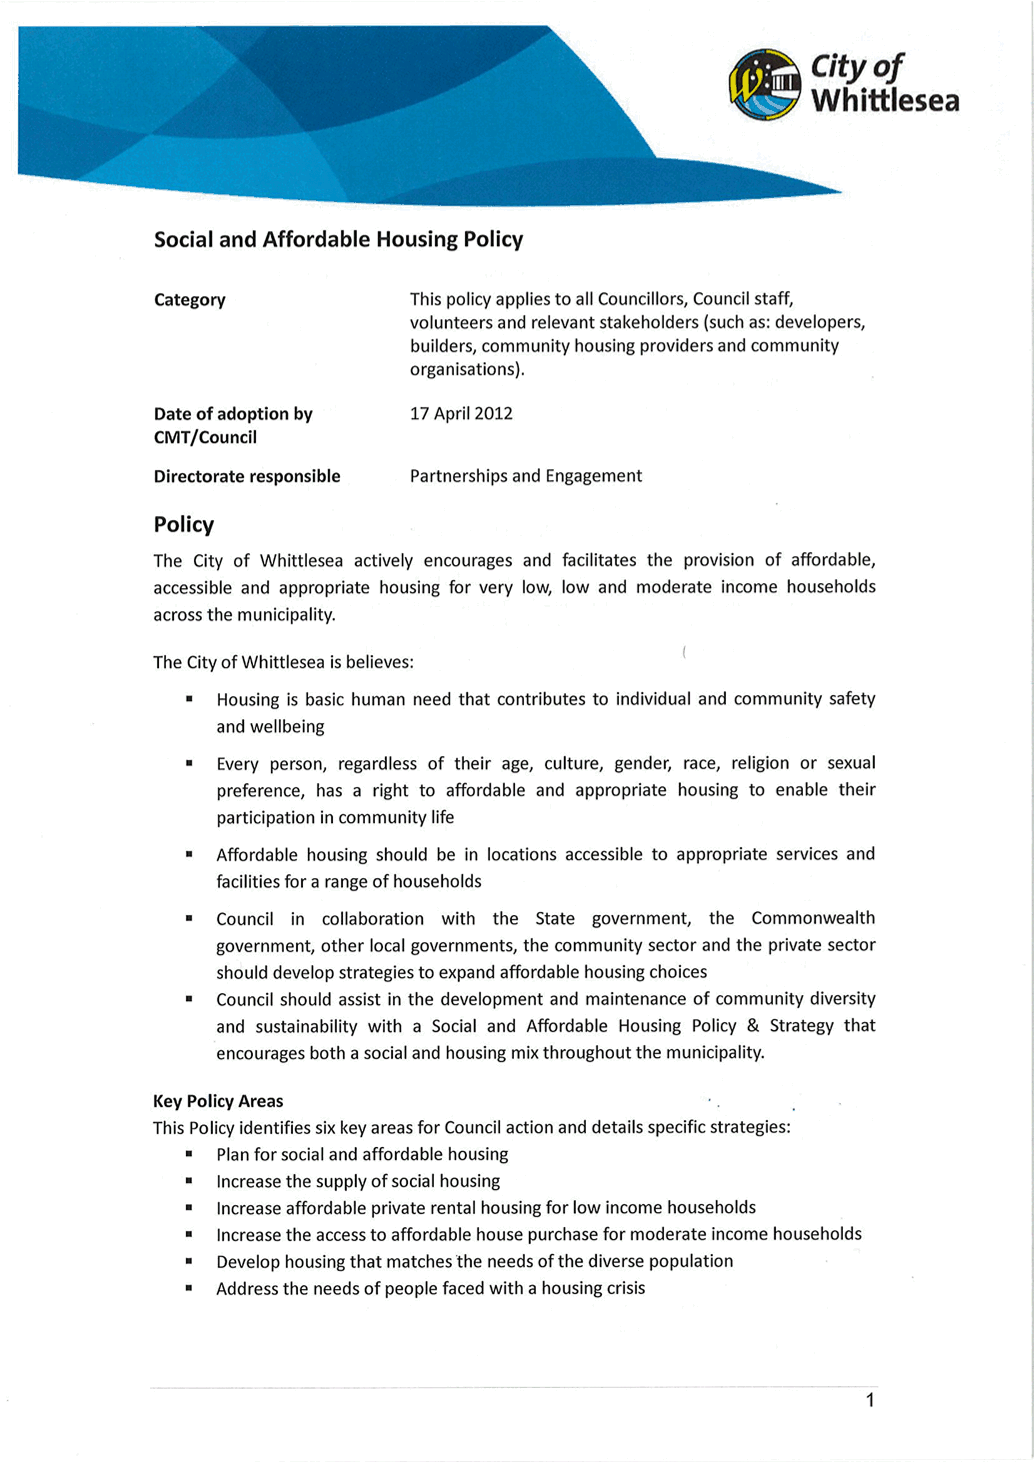 City of
Whittlesea
Social and Affordable Housing Policy
Category
This policy applies to all Councillors, Council staff,
volunteers and relevant stakeholders (such as: developers,
builders, community housing providers and community
organisations).
Date of adoption by
CMT/Council
17 April 2012
Directorate responsible
Partnerships and Engagement
Policy
The City of Whittlesea actively encourages and facilitates the provision of affordable,
accessible and appropriate housing for very low, low and moderate income households
across the municipality.
The City of Whittlesea is believes:
▪ Housing is basic human need that contributes to individual and community safety
and wellbeing
▪ Every person, regardless of their age, culture, gender, race, religion or sexual
preference, has a right to affordable and appropriate housing to enable their
participation in community life
▪ Affordable housing should be in locations accessible to appropriate services and
facilities for a range of households
▪ Council in collaboration with the State government, the Commonwealth
government, other local governments, the community sector and the private sector
should develop strategies to expand affordable housing choices
▪ Council should assist in the development and maintenance of community diversity
and sustainability with a Social and Affordable Housing Policy & Strategy that
encourages both a social and housing mix throughout the municipality.
Key Policy Areas
This Policy identifies six key areas for Council action and details specific strategies:
▪ Plan for social and affordable housing
▪ Increase the supply of social housing
▪ Increase affordable private rental housing for low income households
▪ Increase the access to affordable house purchase for moderate income households
▪ Develop housing that matches the needs of the diverse population
▪ Address the needs of people faced with a housing crisis
1